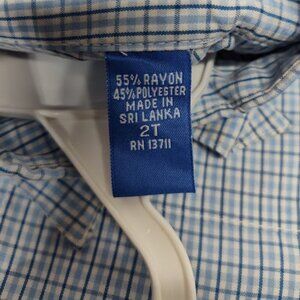 55% RAYON
45% POLYESTER
MADE IN
SRI LANKA
2T
RN 13711